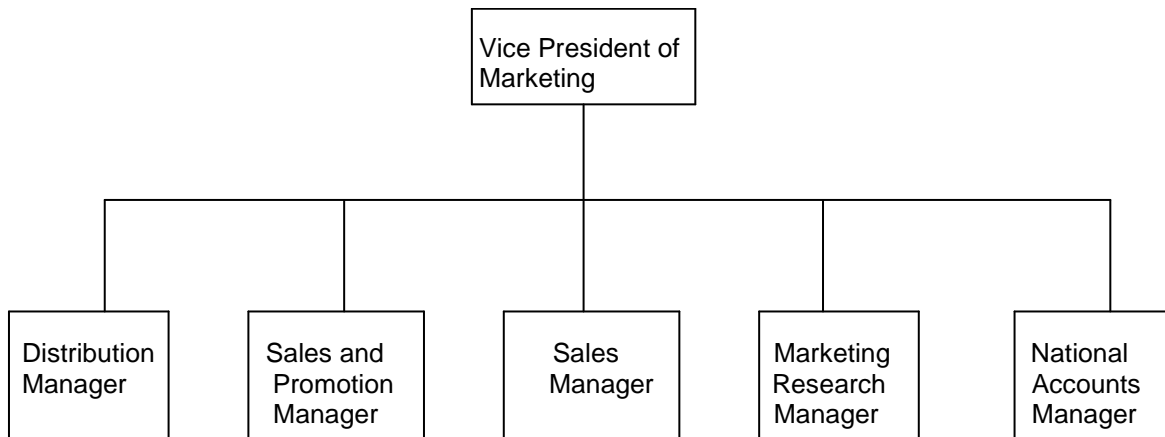 Vice President of
Marketing
Distribution
Manager
Sales and
Promotion
Manager
Sales
Manager
Marketing
Research
Manager
National
Accounts
Manager